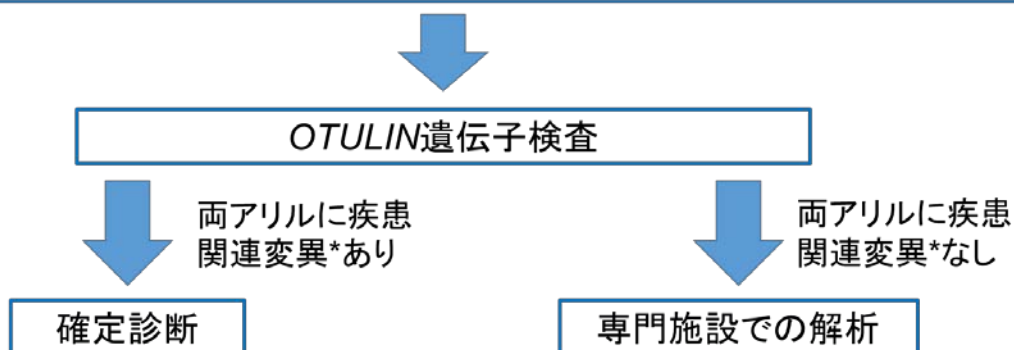 OTULIN遺伝子検査
両アリルに疾患
関連変異*あり
両アリルに疾患
関連変異*なし
確定診断
専門施設での解析